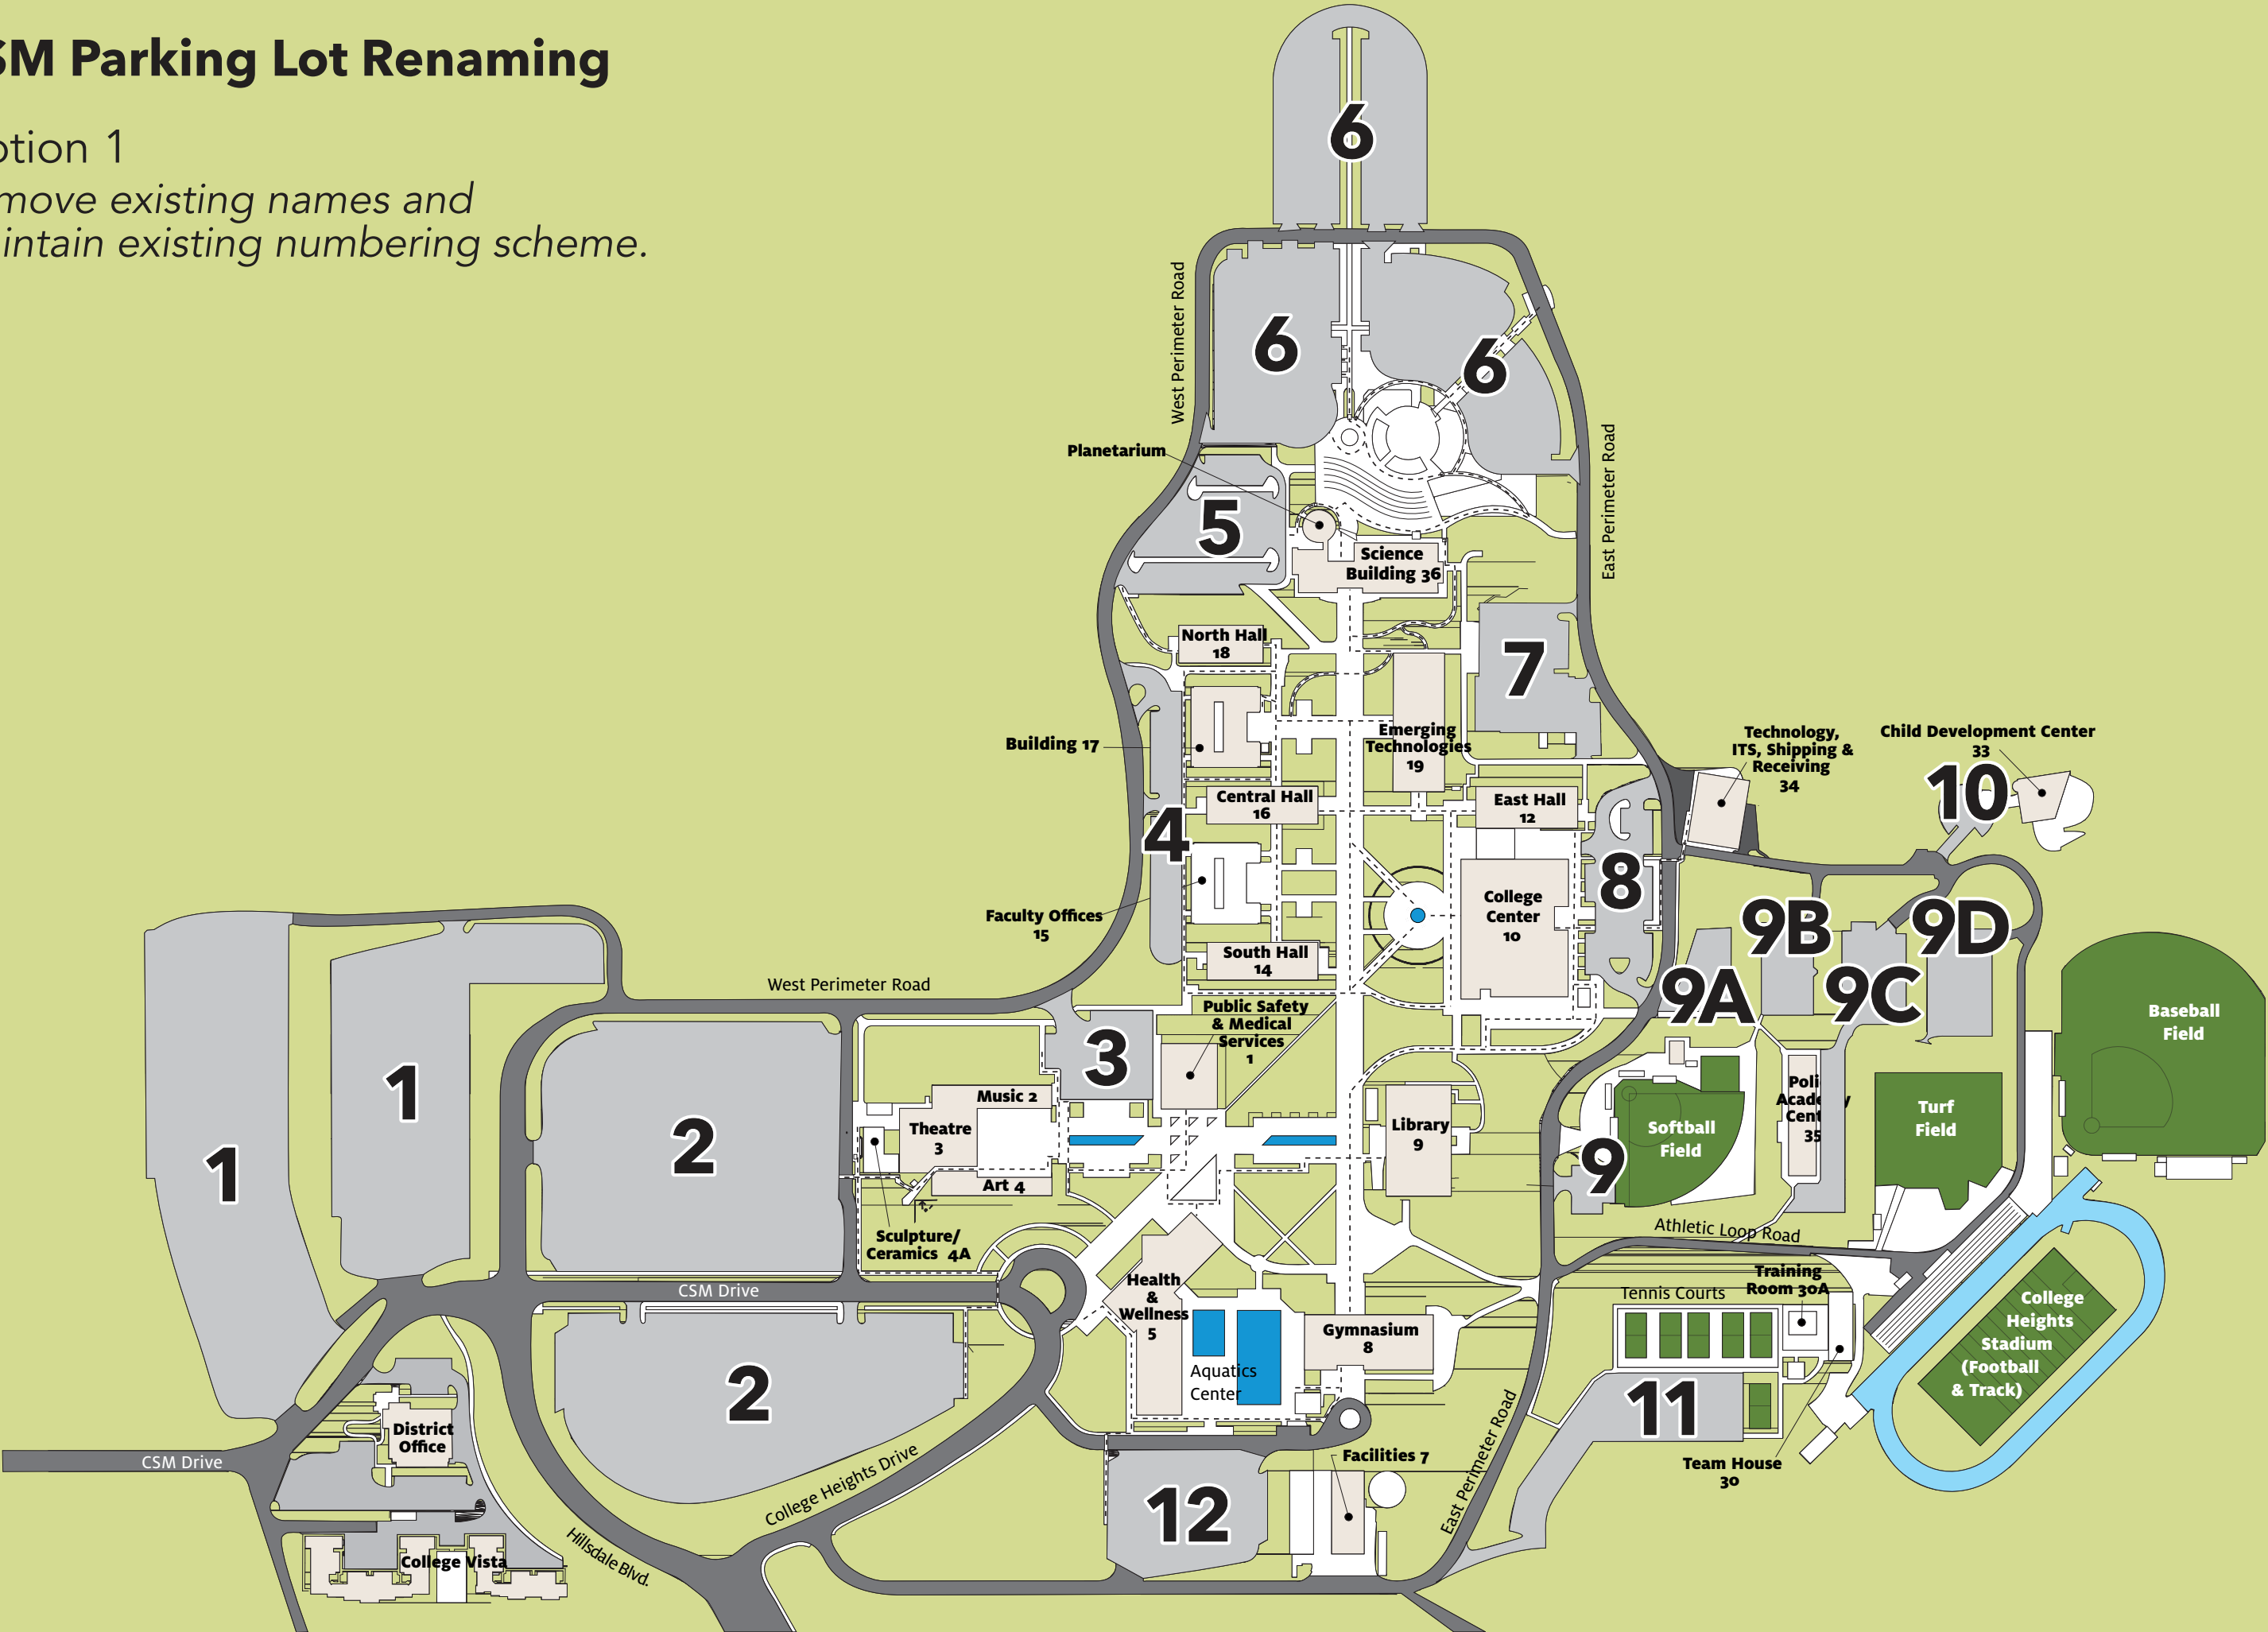 SM Parking Lot Renaming
ption 1
move existing names and
intain existing numbering scheme.
6
6
6
West Perimeter Road
East Perimeter Road
Planetarium
5
Science
Building 36
North Hall
18
7
Building 17
Emerging
Technologies
19
Technology,
ITS, Shipping &
Receiving
34
Child Development Center
33
10
Central Hall
16
East Hall
12
4
8
College
Center
10
Faculty Offices
15
South Hall
14
9B
9D
9A
9C
West Perimeter Road
Public Safety
& Medical
Services
1
Baseball
Field
3
1
1
2
Music 2
Theatre
3
Art 4
Sculpture/
Ceramics 4A
Library
9
9
Softball
Field
Poli
Acade y
Cent
35
Turf
Field
Athletic Loop Road
CSM Drive
Health
&
Wellness
5
Training
Room 30A
Tennis Courts
College
Heights
Stadium
(Football
& Track)
Gymnasium
8
Aquatics
Center
2
11
District
Office
CSM Drive
College Heights Drive
East Perimeter Road
Facilities 7
Team House
30
12
Hillsdale Blvd.
College Vista